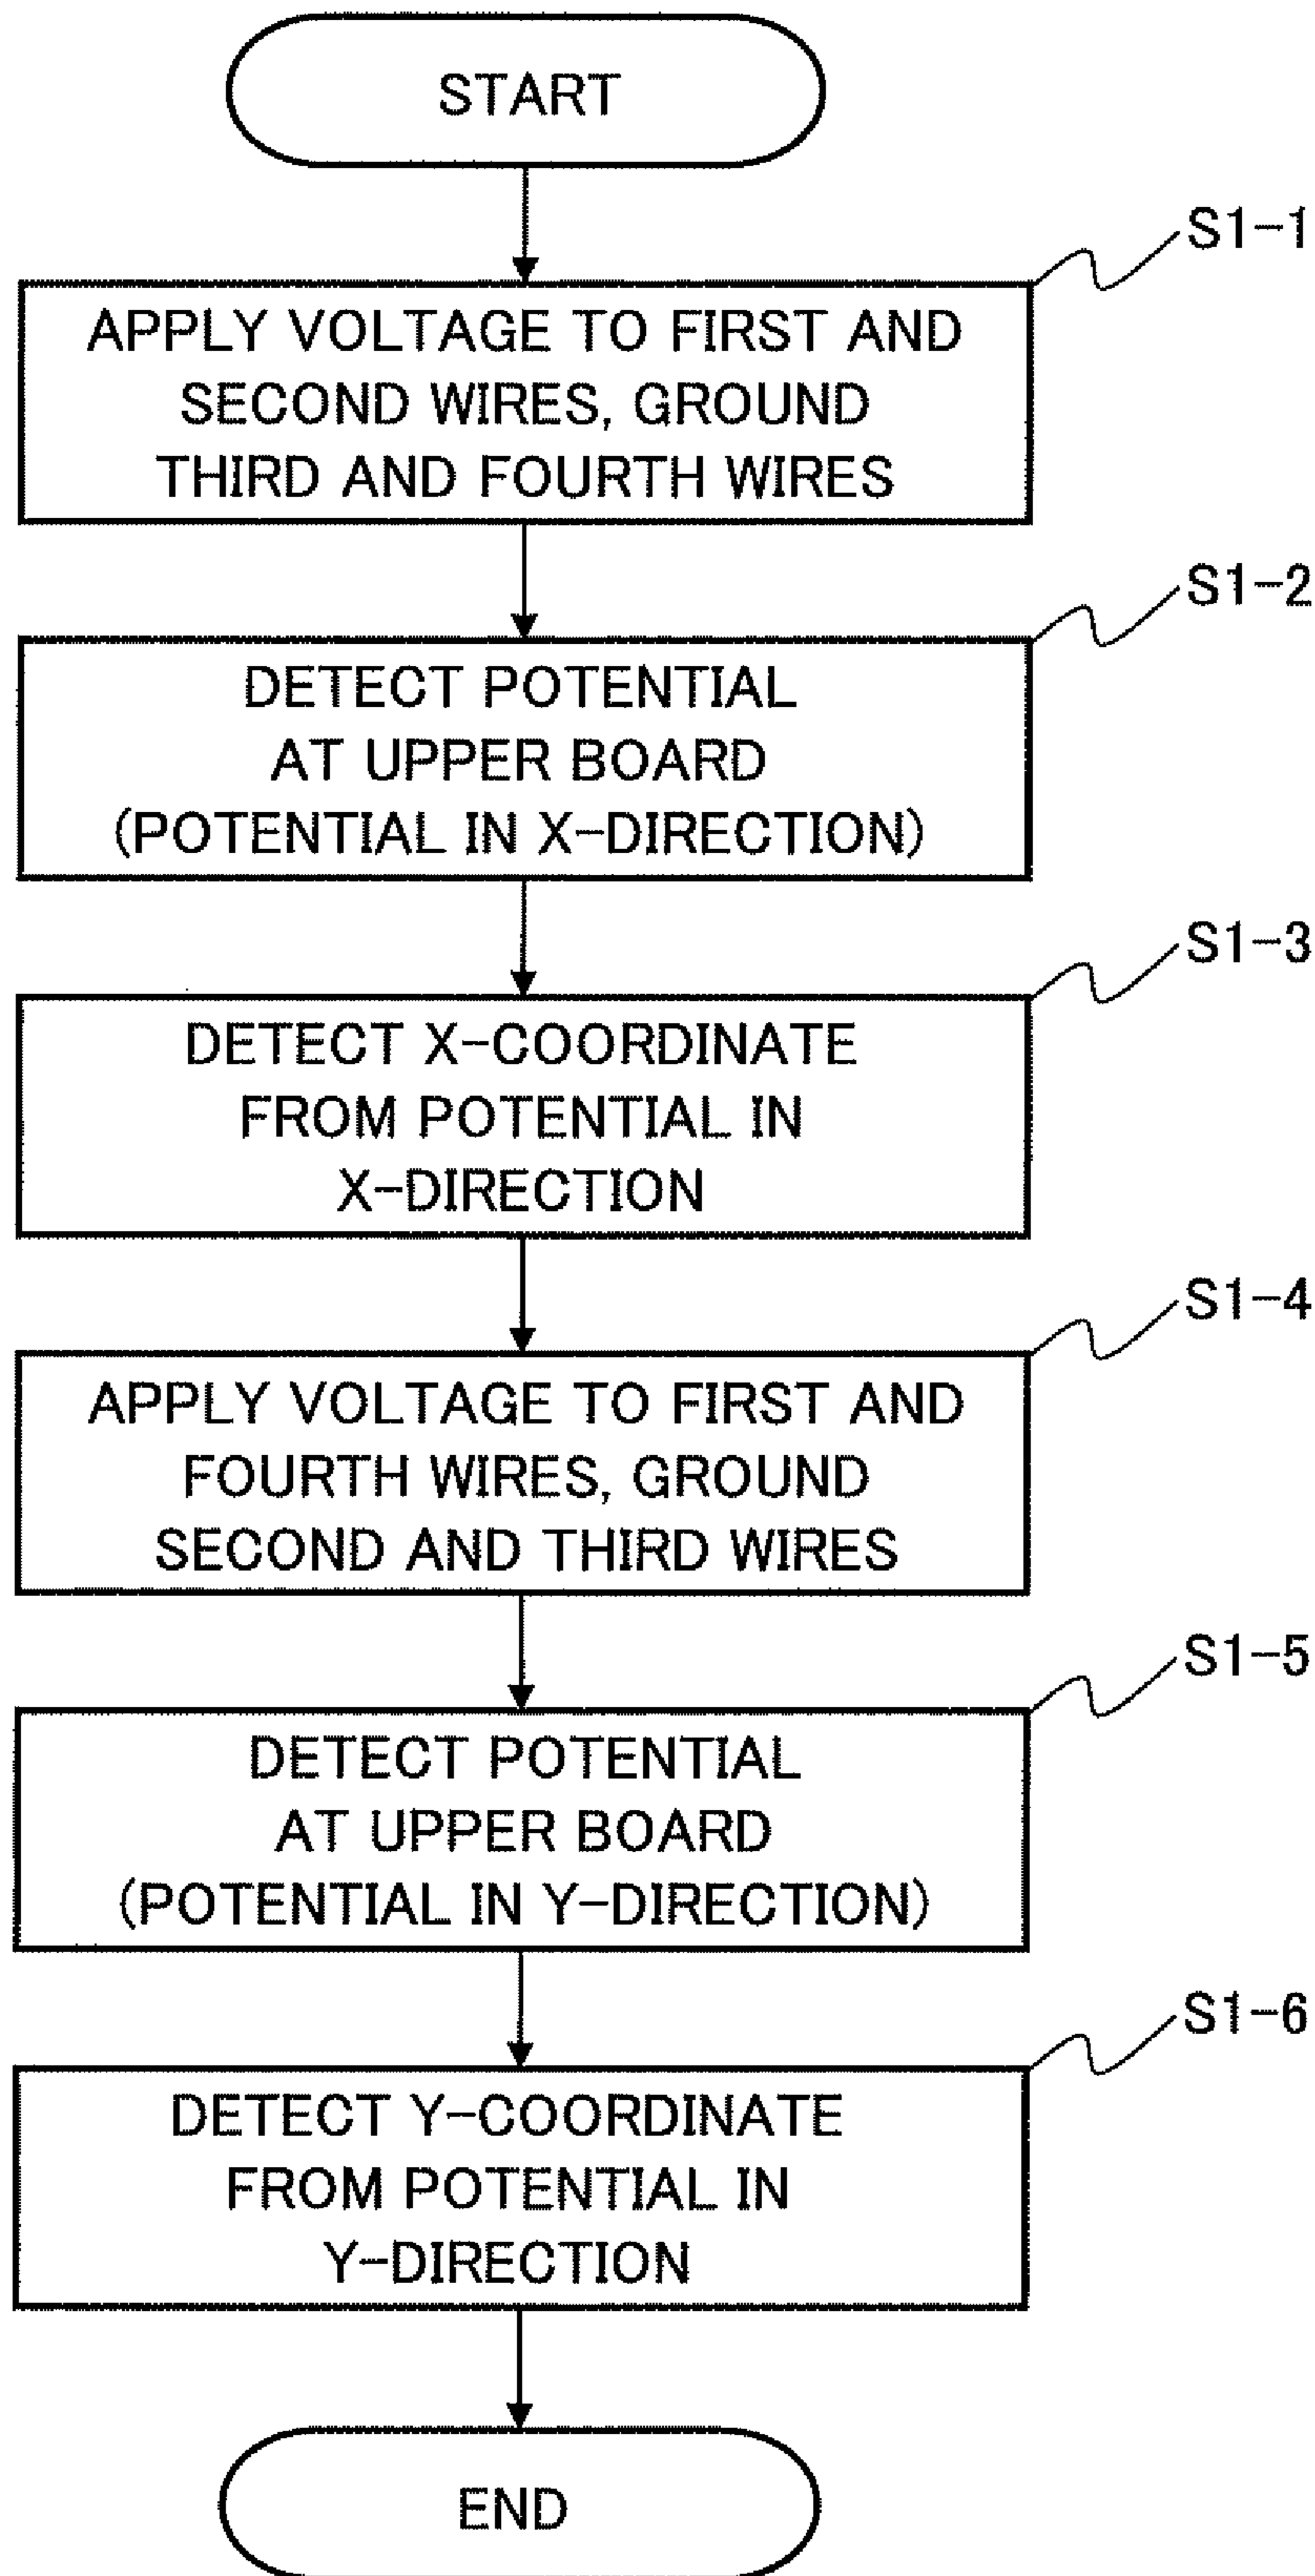 START
S1-1
APPLY VOLTAGE TO FIRST AND
SECOND WIRES, GROUND
THIRD AND FOURTH WIRES
S1-2
DETECT POTENTIAL
AT UPPER BOARD
(POTENTIAL IN X-DIRECTION)
S1-3
DETECT X-COORDINATE
FROM POTENTIAL IN
X-DIRECTION
S1-4
APPLY VOLTAGE TO FIRST AND
FOURTH WIRES, GROUND
SECOND AND THIRD WIRES
S1-5
DETECT POTENTIAL
AT UPPER BOARD
(POTENTIAL IN Y-DIRECTION)
S1-6
DETECT Y-COORDINATE
FROM POTENTIAL IN
Y-DIRECTION
END